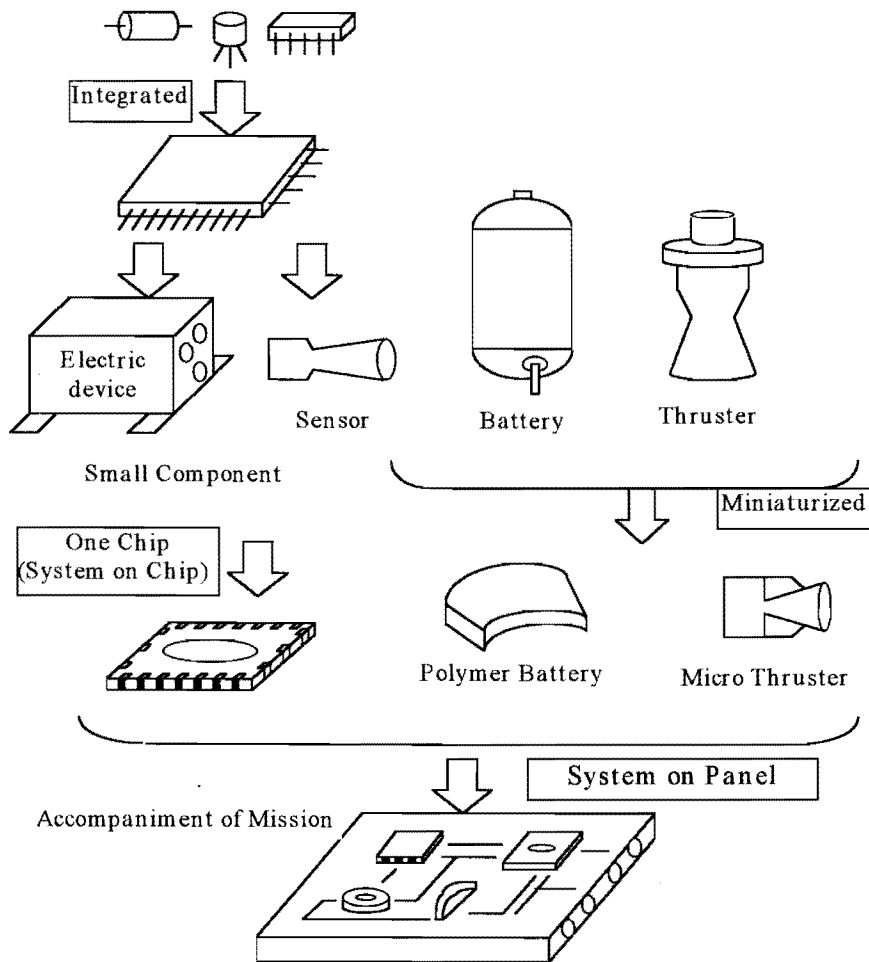 Integrated
Electric
device
Sensor
Battery
Thruster
Small Component
Miniaturized
One Chip
(System on Chip)
Polymer Battery
Micro Thruster
System on Panel
Accompaniment of Mission